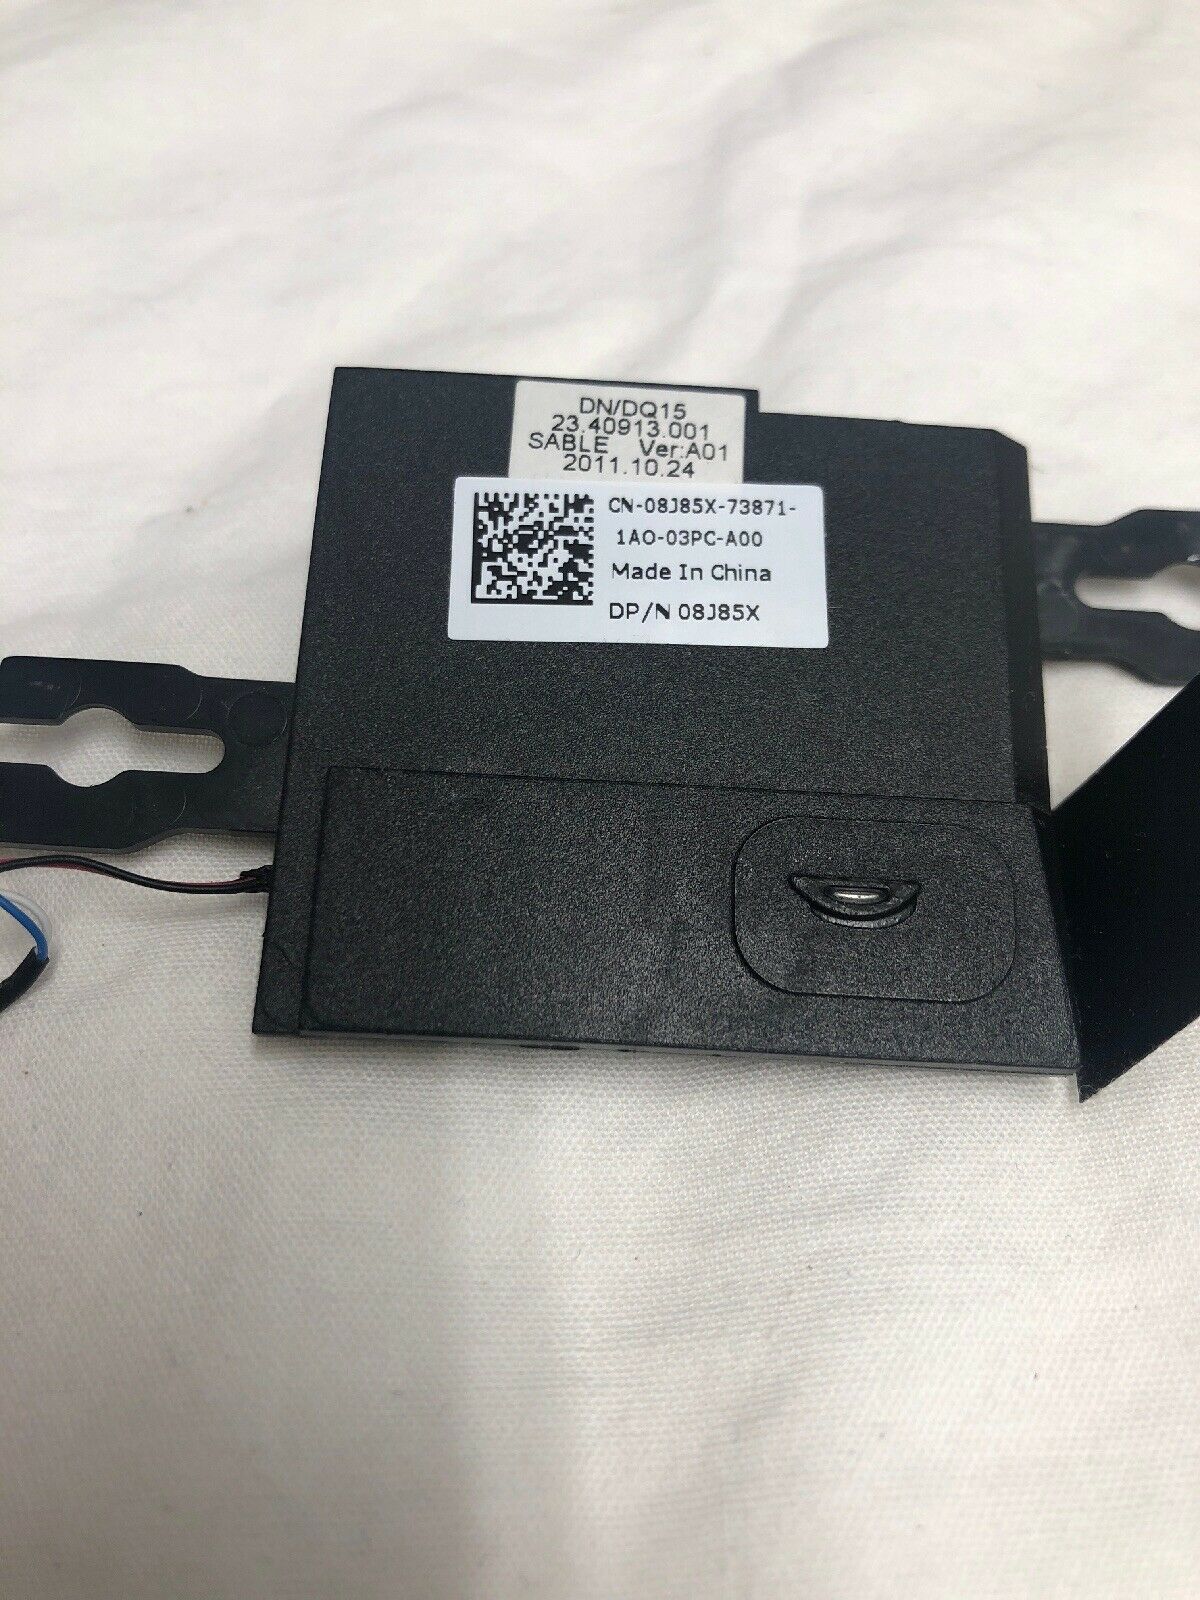 DN/DQ15
23.40913.001
SABLE Ver:A01
2011.10.24
CN-08J85X-73871-
1AO-03PC-A00
Made In China
DP/N 08J85X